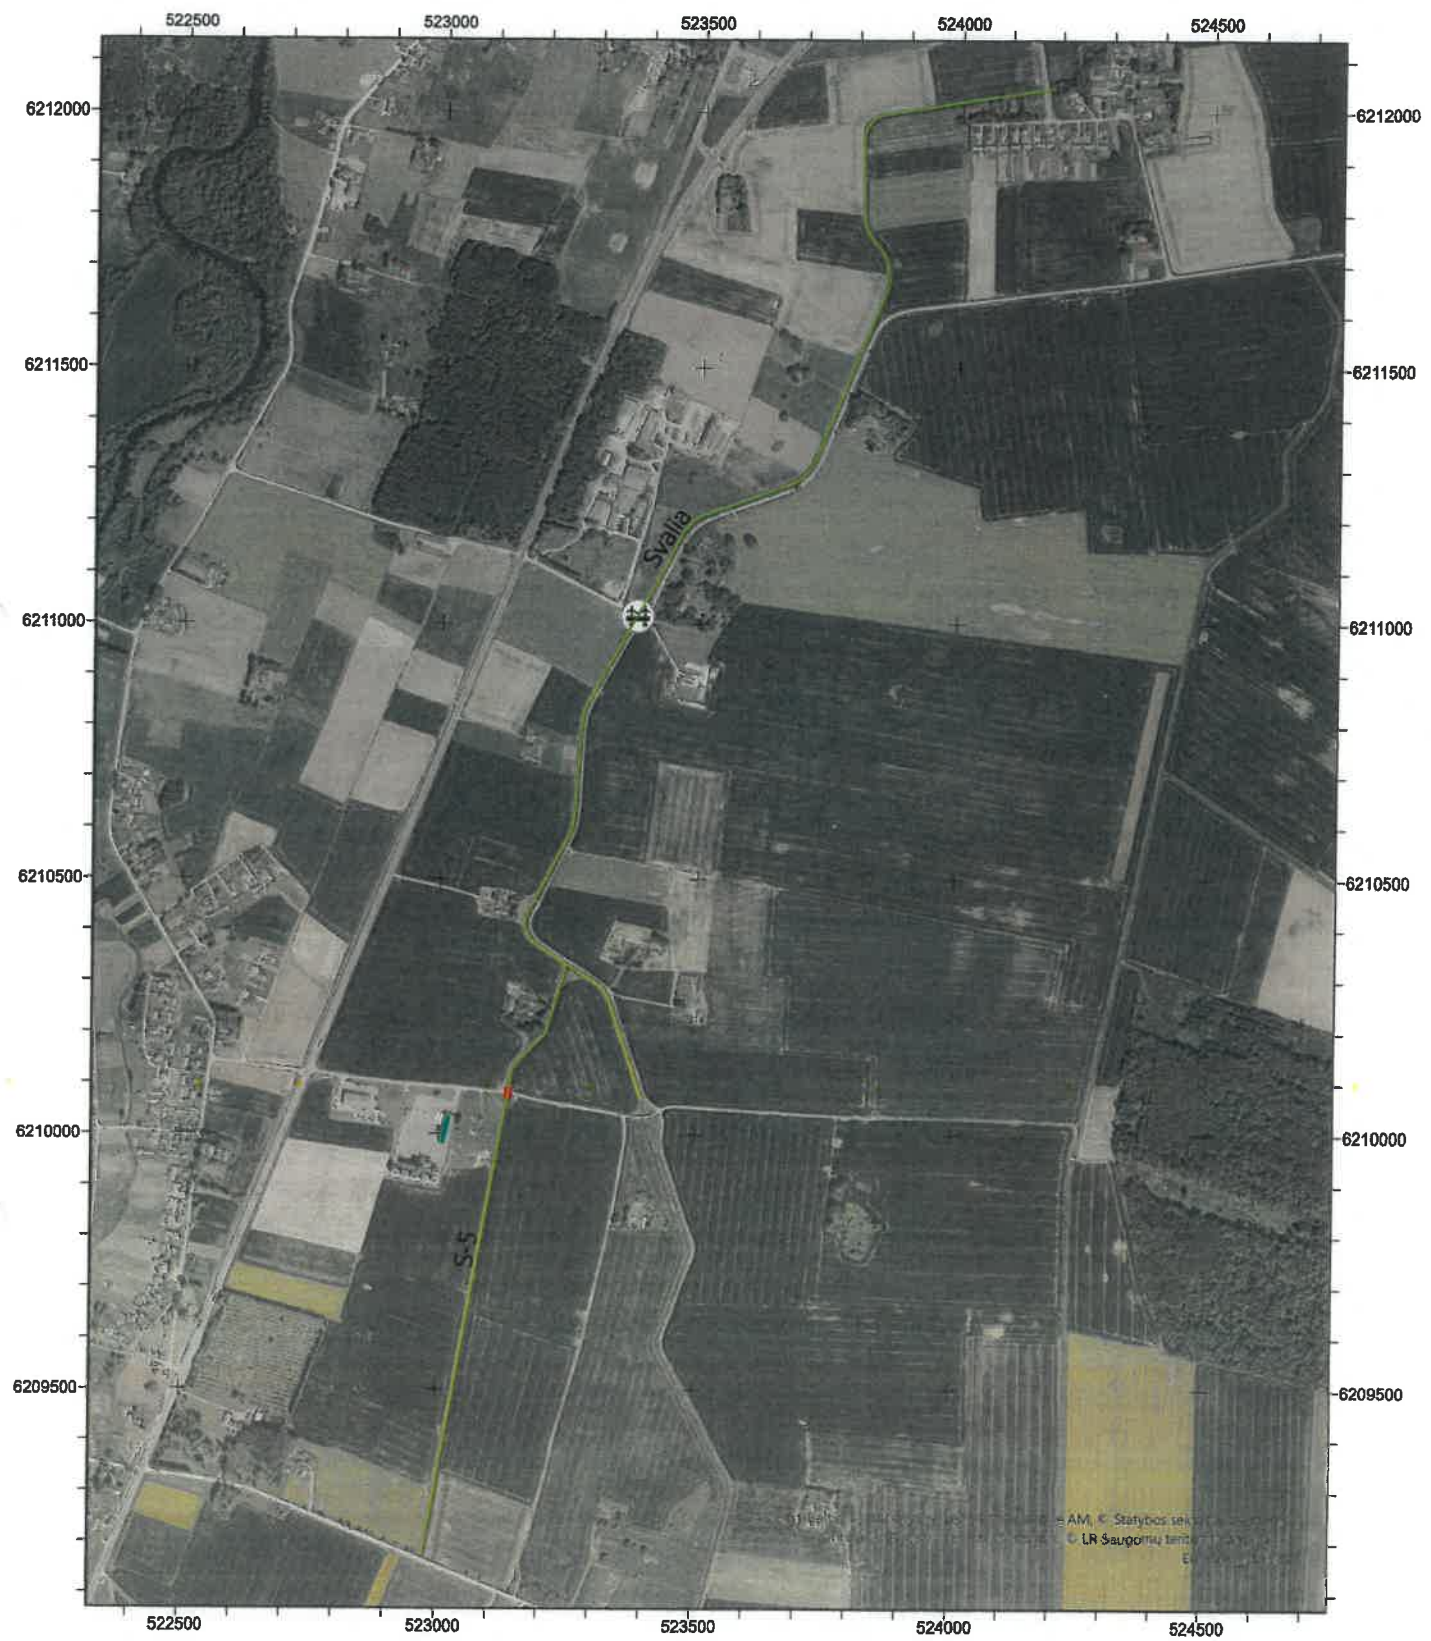 522500 523000 523500 524000 524500
6212000 6212000
6211500 6211500
Svalia
6211000 6211000
6210500 6210500
6210000 6210000
S-5
6209500 6209500
AM, © Statybos
© LR Saugomų
522500 523000 523500 524000 524500